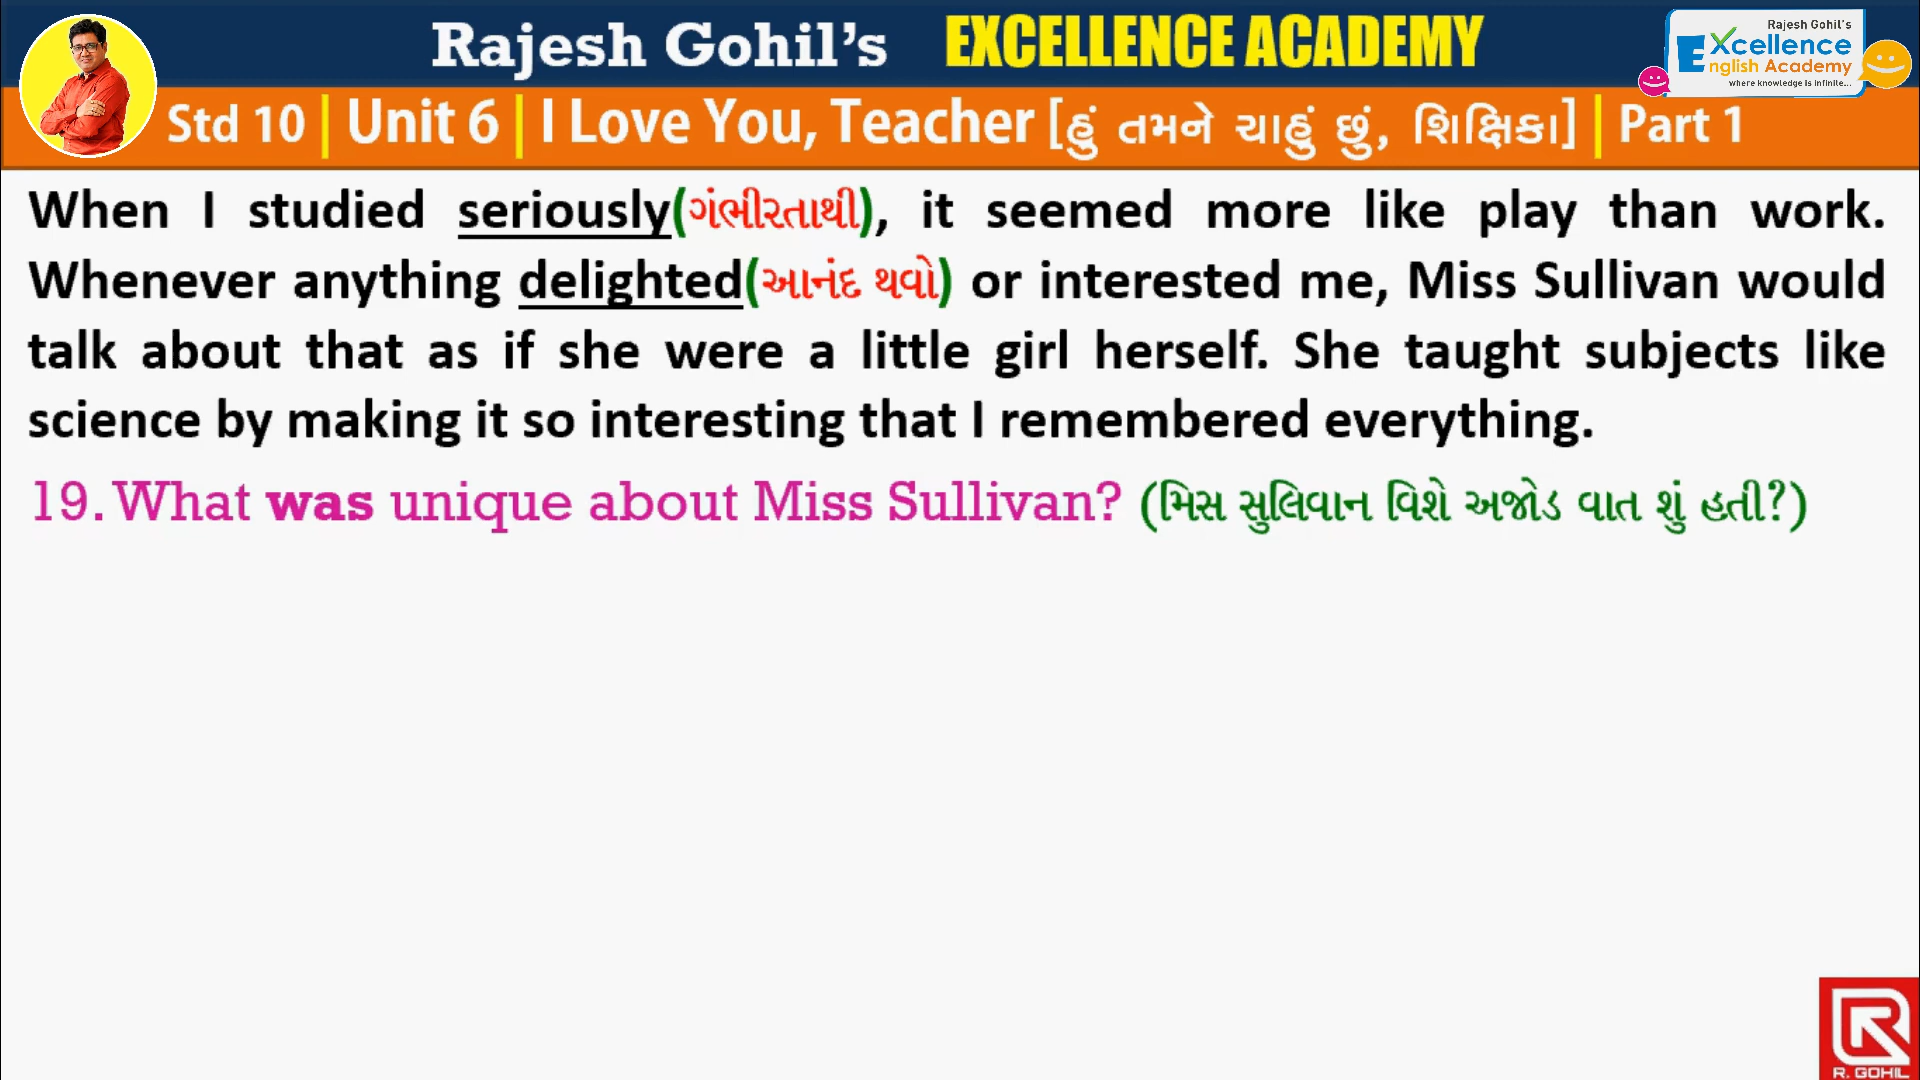 Rajesh Gohil's EXCELLENCE ACADEMY
Rajesh Gohil's
Excellence
English Academy
where knowledge is infinite...
Std 10 | Unit 6 | I Love You, Teacher [હું તમને ચાહું છું, શિક્ષિકા] | Part 1
When I studied seriously(ગંભીરતાથી), it seemed more like play than work.
Whenever anything delighted(આનંદ થવો) or interested me, Miss Sullivan would
talk about that as if she were a little girl herself. She taught subjects like
science by making it so interesting that I remembered everything.
19. What was unique about Miss Sullivan? (મિસ સુલિવાન વિશે અજોડ વાત શું હતી?)
R. GOHIL